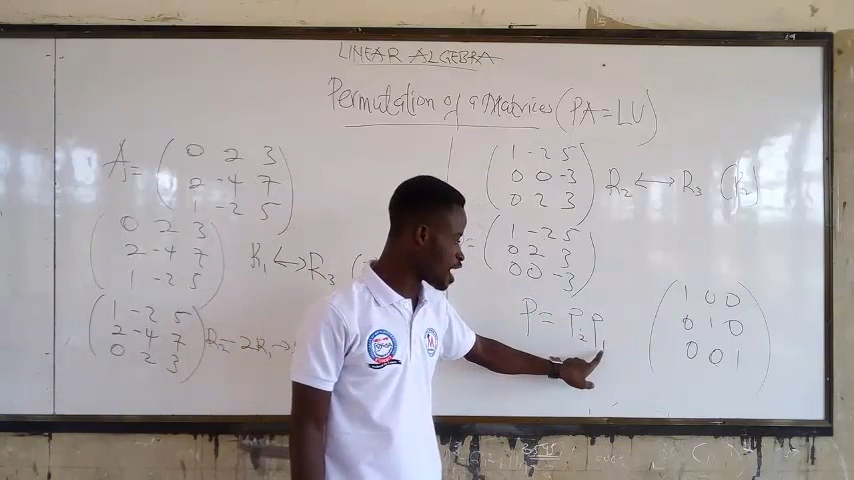 LINEAR ALGEBRA
Permutation of a Matrices (PA = LU)
A = ( 0 2 3
2 -4 7
1 -2 5 )
( 0 2 3
2 -4 7
1 -2 5 ) R1 ↔ R3
( 1 -2 5
2 -4 7
0 2 3 ) R2 - 2R1 →
( 1 -2 5
0 0 -3
0 2 3 ) R2 ↔ R3 (P2)
= ( 1 -2 5
0 2 3
0 0 -3 )
P = P2 P1
( 1 0 0
0 1 0
0 0 1 )